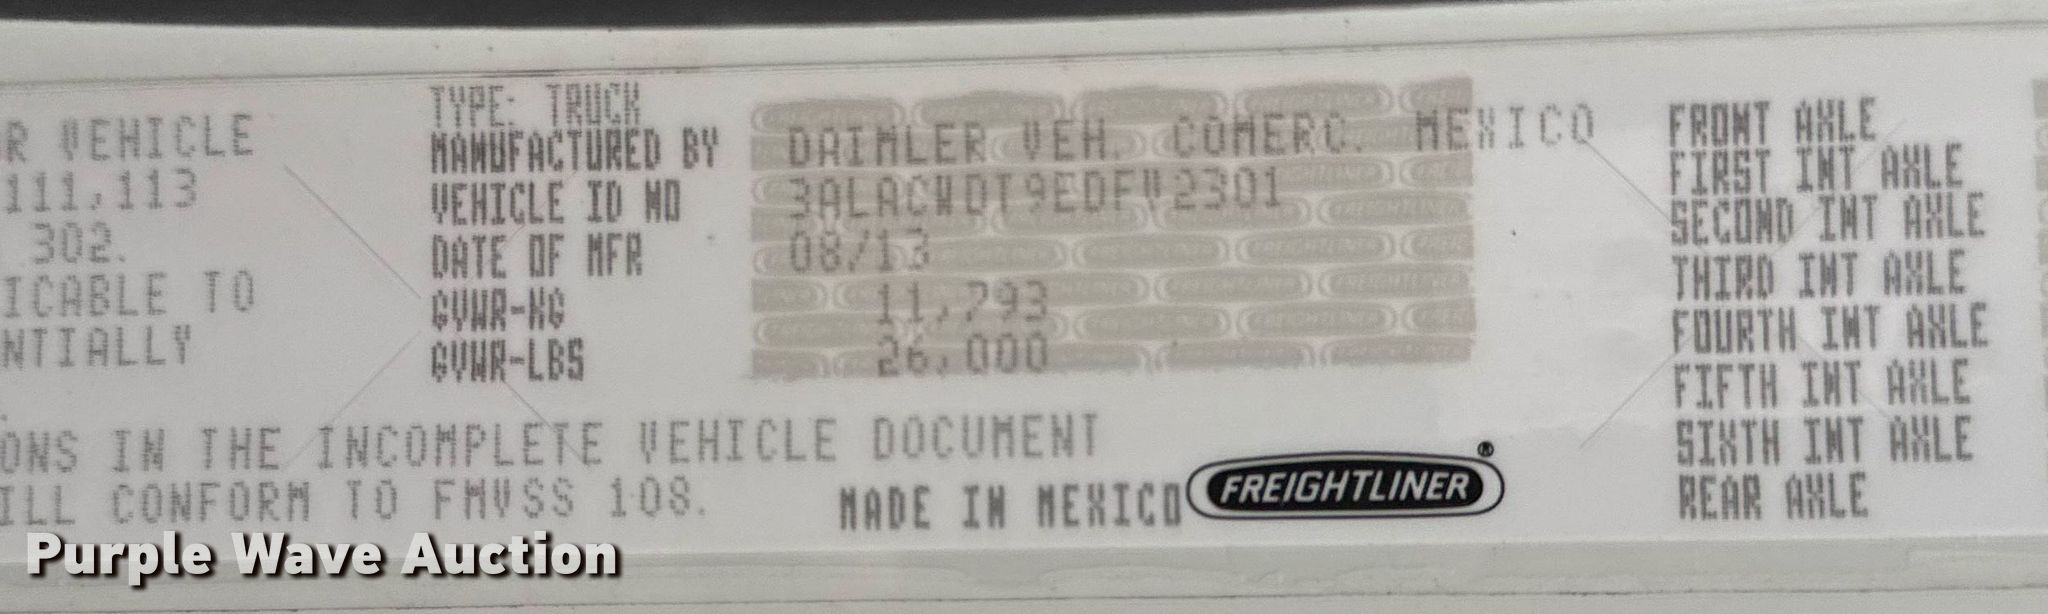 R VEHICLE
111,113
302.
ICABLE TO
NTIALLY
TYPE: TRUCK
MANUFACTURED BY DAIMLER VEH. COMERC. MEXICO
VEHICLE ID NO 3ALACWDT9EDFV2301
DATE OF MFR 08/13
GVWR-KG 11,793
GVWR-LBS 26,000
ONS IN THE INCOMPLETE VEHICLE DOCUMENT
ILL CONFORM TO FMVSS 108.
MADE IN MEXICO
FREIGHTLINER®
FRONT AXLE
FIRST INT AXLE
SECOND INT AXLE
THIRD INT AXLE
FOURTH INT AXLE
FIFTH INT AXLE
SIXTH INT AXLE
REAR AXLE
Purple Wave Auction